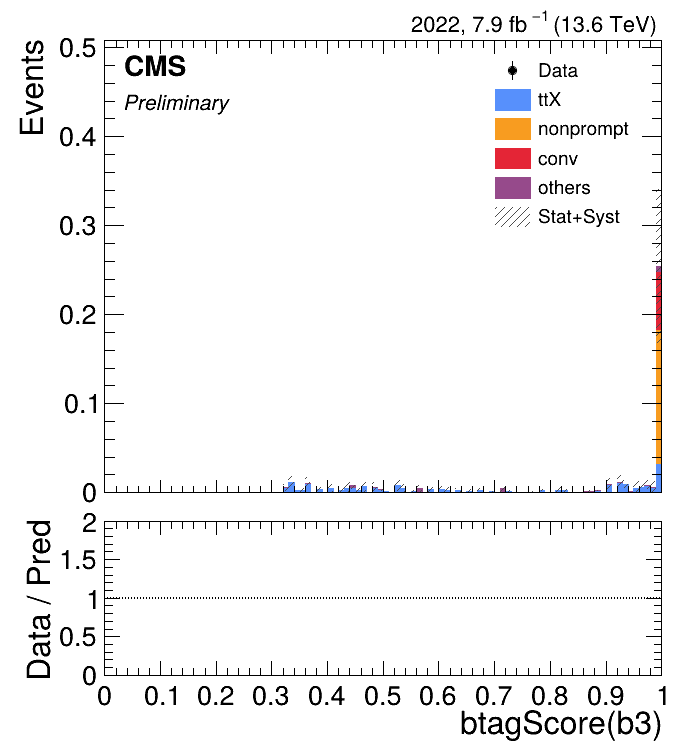 2022, 7.9 fb⁻¹ (13.6 TeV)
CMS
Preliminary
Data
ttX
nonprompt
conv
others
Stat+Syst
Events
0.5
0.4
0.3
0.2
0.1
0
Data / Pred
2
1.5
1
0.5
0
0 0.1 0.2 0.3 0.4 0.5 0.6 0.7 0.8 0.9 1
btagScore(b3)